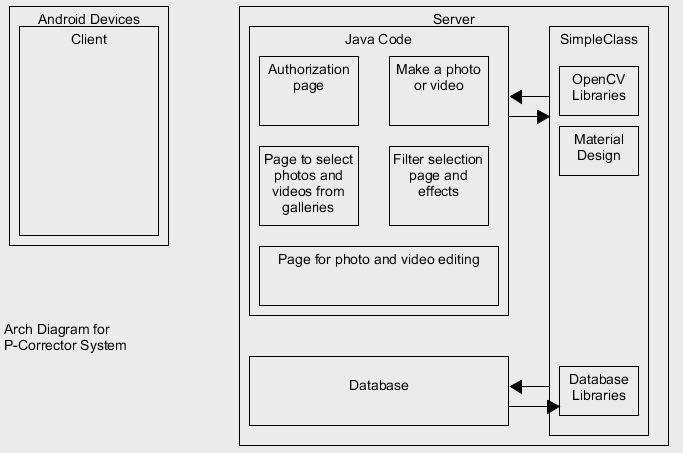 Android Devices
Client
Server
Java Code
Authorization
page
Make a photo
or video
Page to select
photos and
videos from
galleries
Filter selection
page and
effects
Page for photo and video editing
SimpleClass
OpenCV
Libraries
Material
Design
Database
Database
Libraries
Arch Diagram for
P-Corrector System